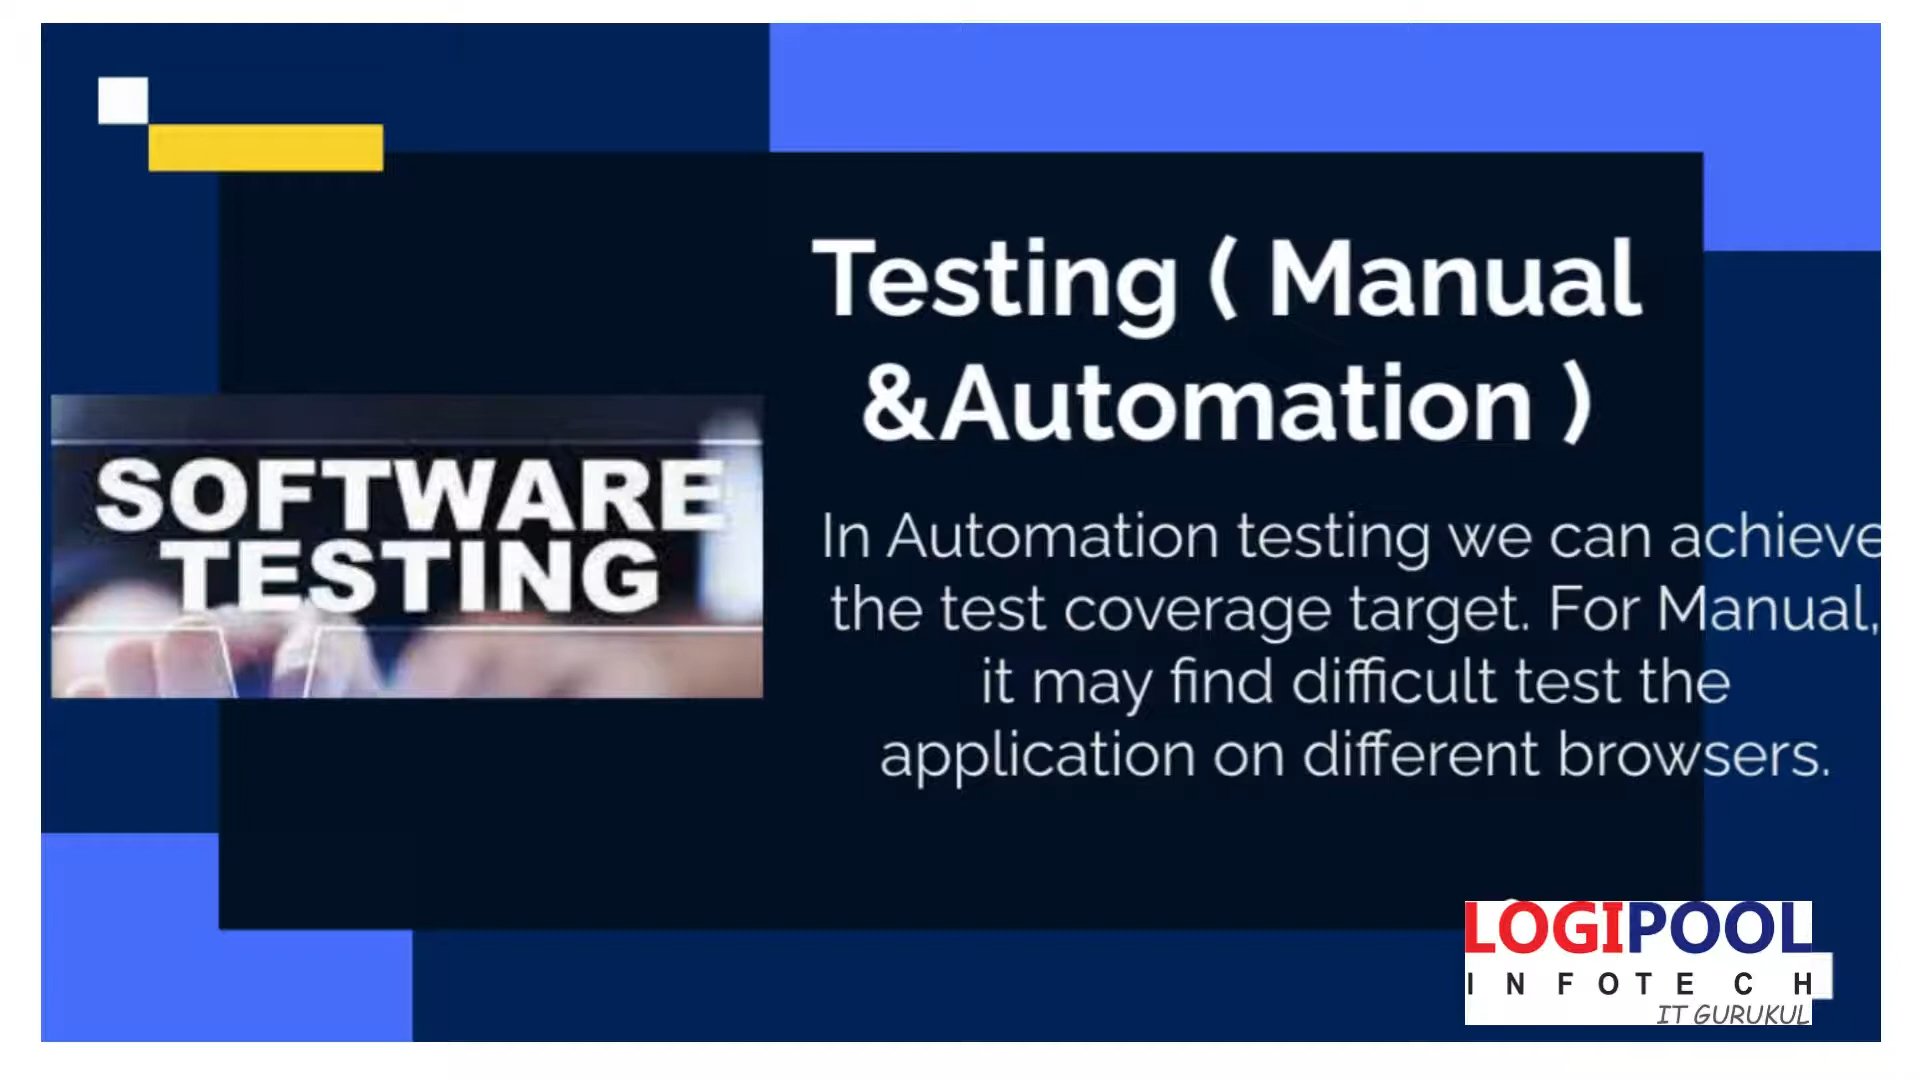 Testing ( Manual
&Automation )
SOFTWARE
TESTING
In Automation testing we can achieve
the test coverage target. For Manual,
it may find difficult test the
application on different browsers.
LOGIPOOL
INFOTECH
IT GURUKUL